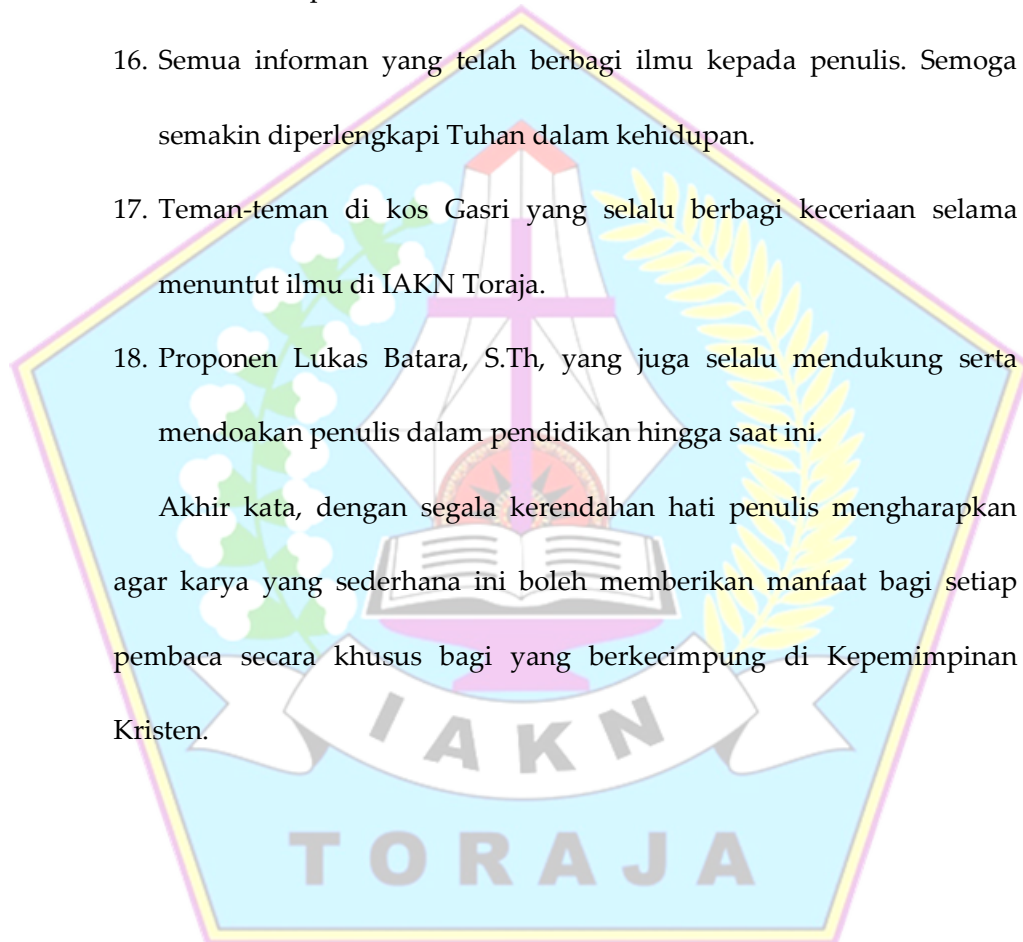 16. Semua informan yang telah berbagi ilmu kepada penulis. Semoga
semakin diperlengkapi Tuhan dalam kehidupan.
17. Teman-teman di kos Gasri yang selalu berbagi keceriaan selama
menuntut ilmu di IAKN Toraja.
18. Proponen Lukas Batara, S.Th, yang juga selalu mendukung serta
mendoakan penulis dalam pendidikan hingga saat ini.
Akhir kata, dengan segala kerendahan hati penulis mengharapkan
agar karya yang sederhana ini boleh memberikan manfaat bagi setiap
pembaca secara khusus bagi yang berkecimpung di Kepemimpinan
Kristen.
IAKN
TORAJA